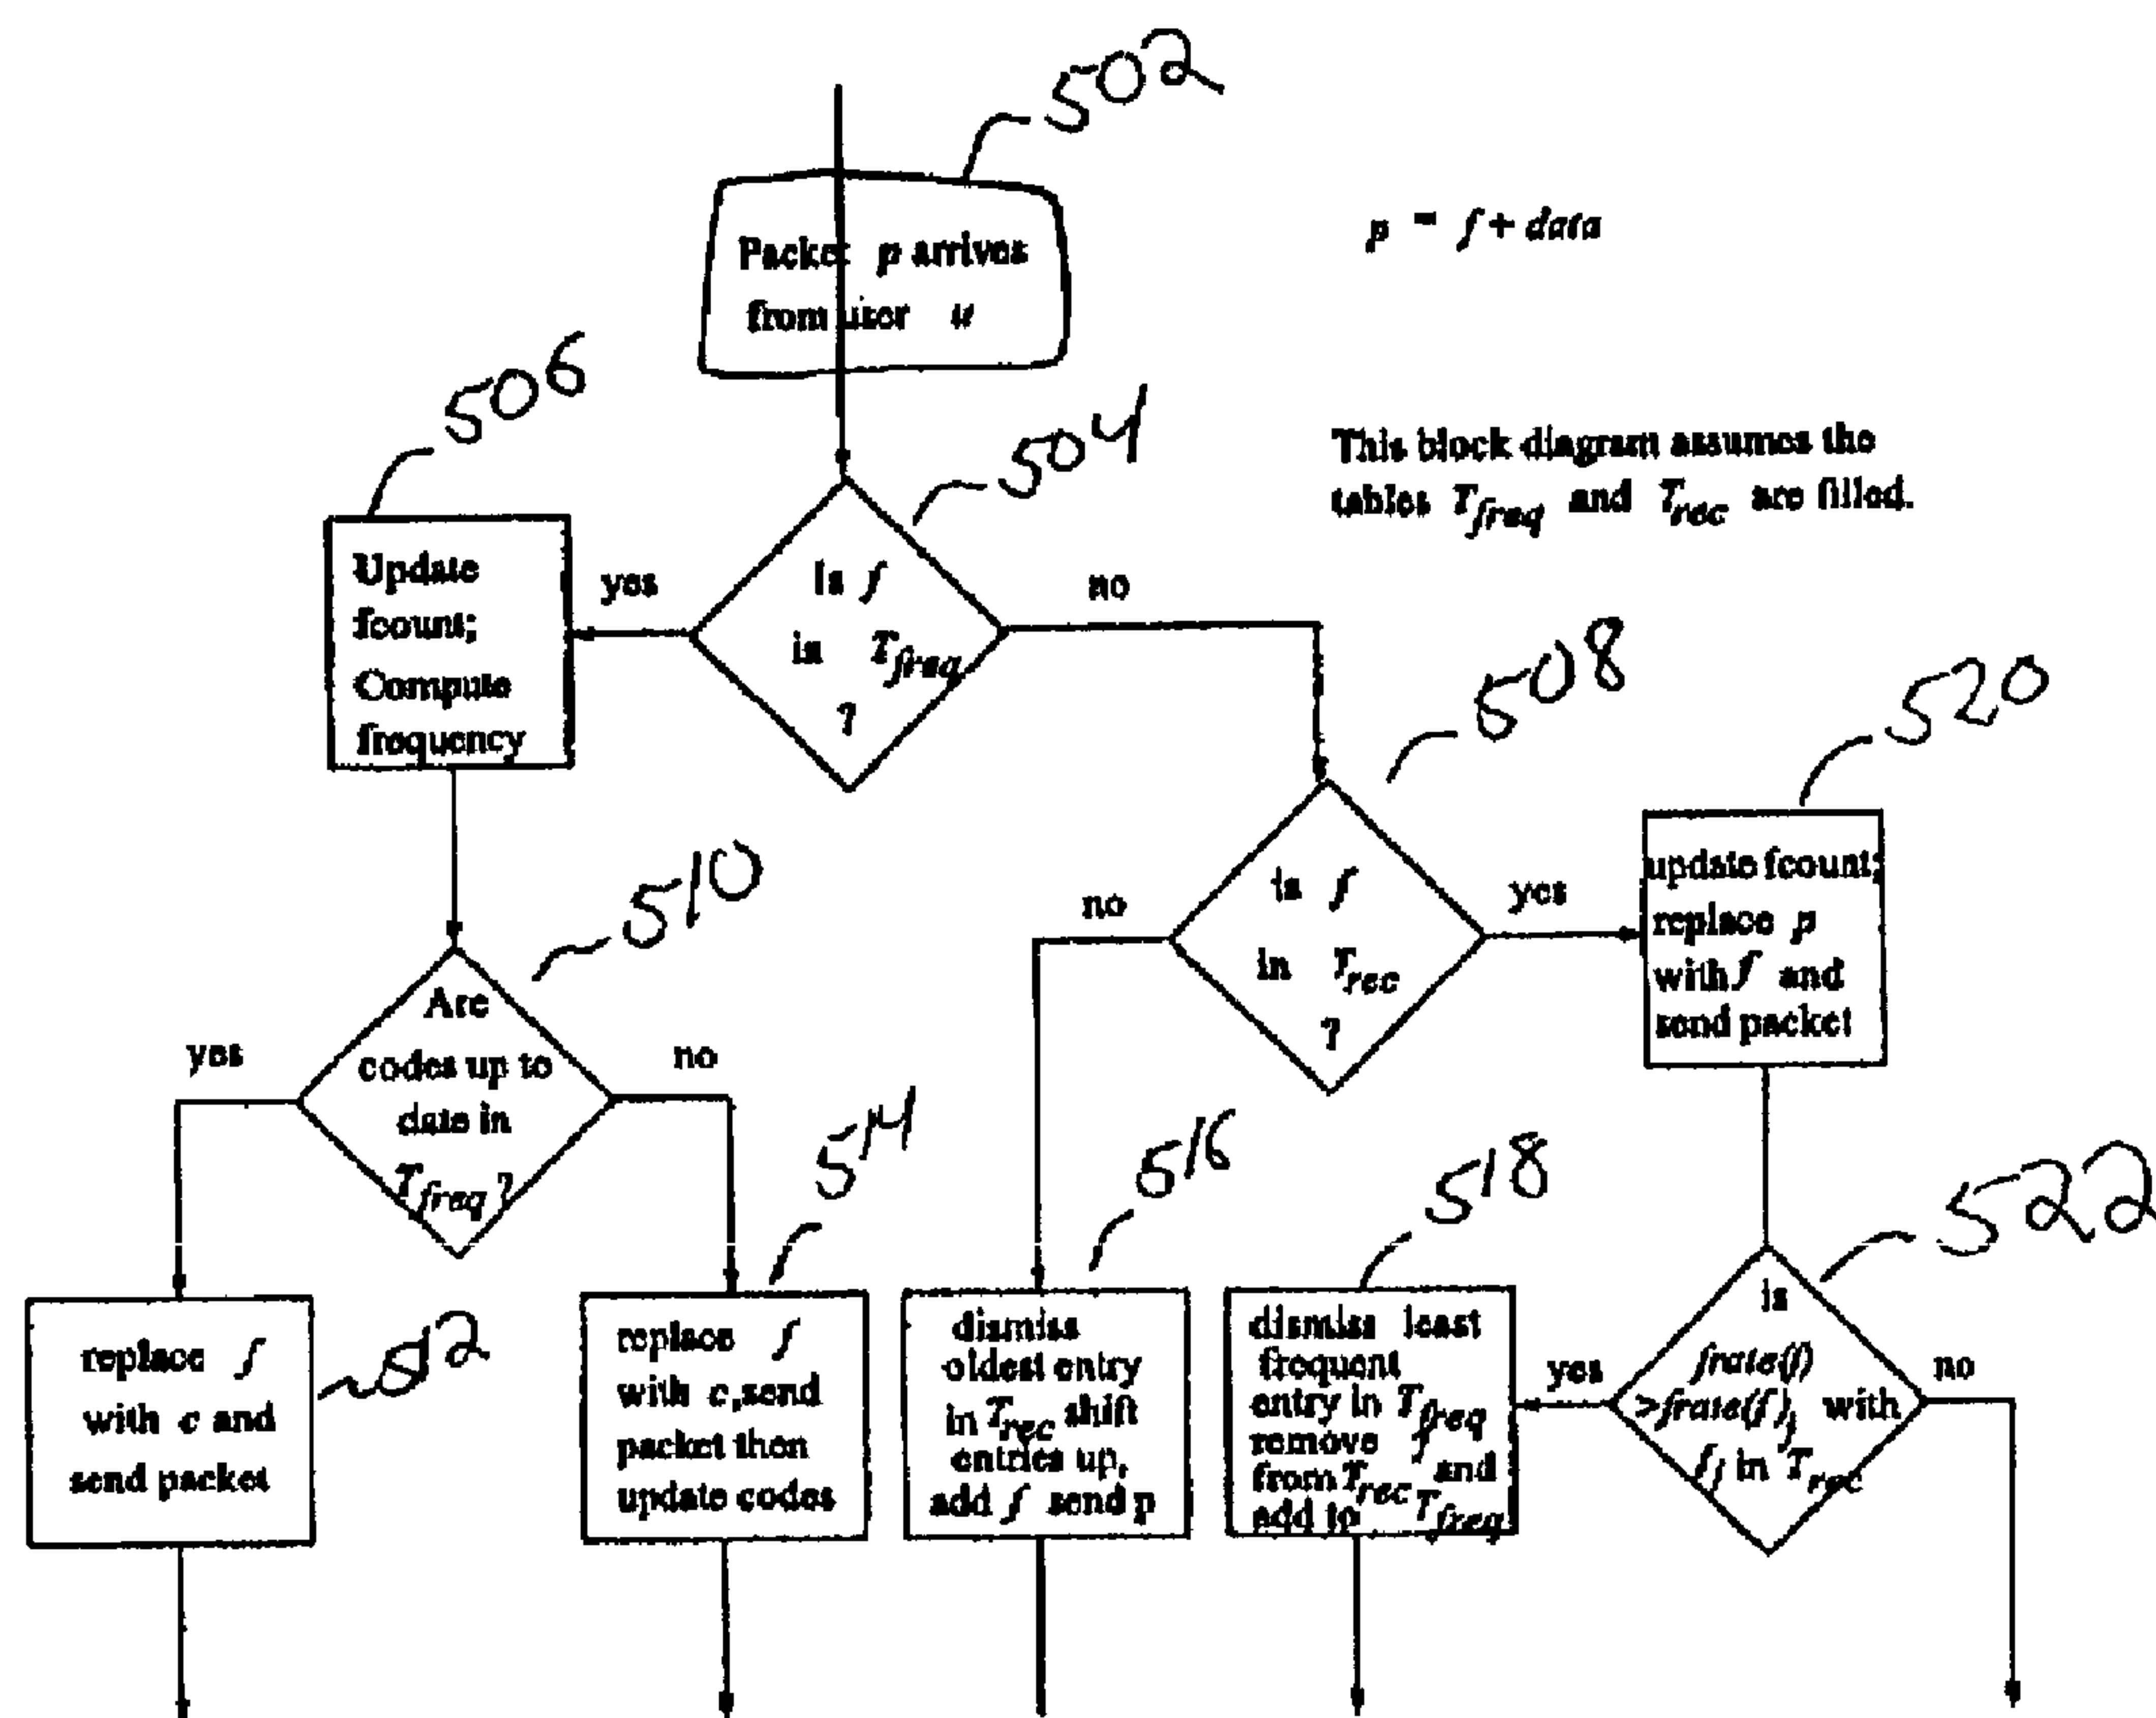 502
Packet p arrives
from user u
p = f + data
506
504
This block diagram assumes the
tables Tfreq and Trec are filled.
Update
fcount;
Compute
frequency
yes
Is f
in Tfreq
?
no
508
520
510
is f
in Trec
?
no
yes
update fcount;
replace p
with f and
send packet
Are
codes up to
date in
Tfreq ?
yes
no
514
516
518
522
replace f
with c and
send packet
512
replace f
with c, send
packet then
update codes
dismiss
oldest entry
in Trec shift
entries up,
add f send p
dismiss least
frequent
entry in Tfreq
remove f
from Trec and
add to Tfreq
yes
is
frate(f)
>frate(fj) with
fj in Trec
no